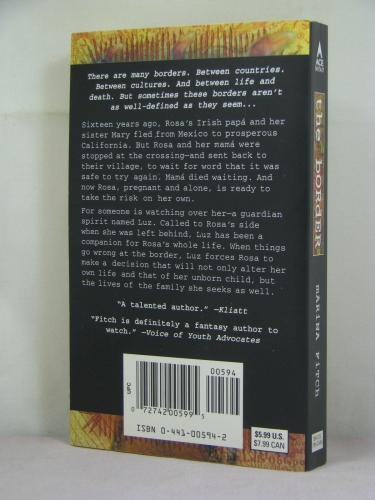 There are many borders. Between countries.
Between cultures. And between life and
death. But sometimes these borders aren't
as well-defined as they seem...
Sixteen years ago, Rosa's Irish papá and her
sister Mary fled from Mexico to prosperous
California. But Rosa and her mamá were
stopped at the crossing—and sent back
to their village, to wait for word that it was
safe to try again. Mamá died waiting. And
now Rosa, pregnant and alone, is ready to
take the risk on her own.
For someone is watching over her—a guardian
spirit named Luz. Called to Rosa's side
when she was left behind, Luz has been a
companion for Rosa's whole life. When things
go wrong at the border, Luz forces Rosa to
make a decision that will not only alter her
own life and that of her unborn child, but
the lives of the family she seeks as well.
"A talented author." —Kliatt
"Fitch is definitely a fantasy author to
watch." —Voice of Youth Advocates
00594
UPC
0 72742 00599 5
ISBN 0-441-00594-2
$5.99 U.S.
$7.99 CAN
ACE
the border
MARINA FITCH